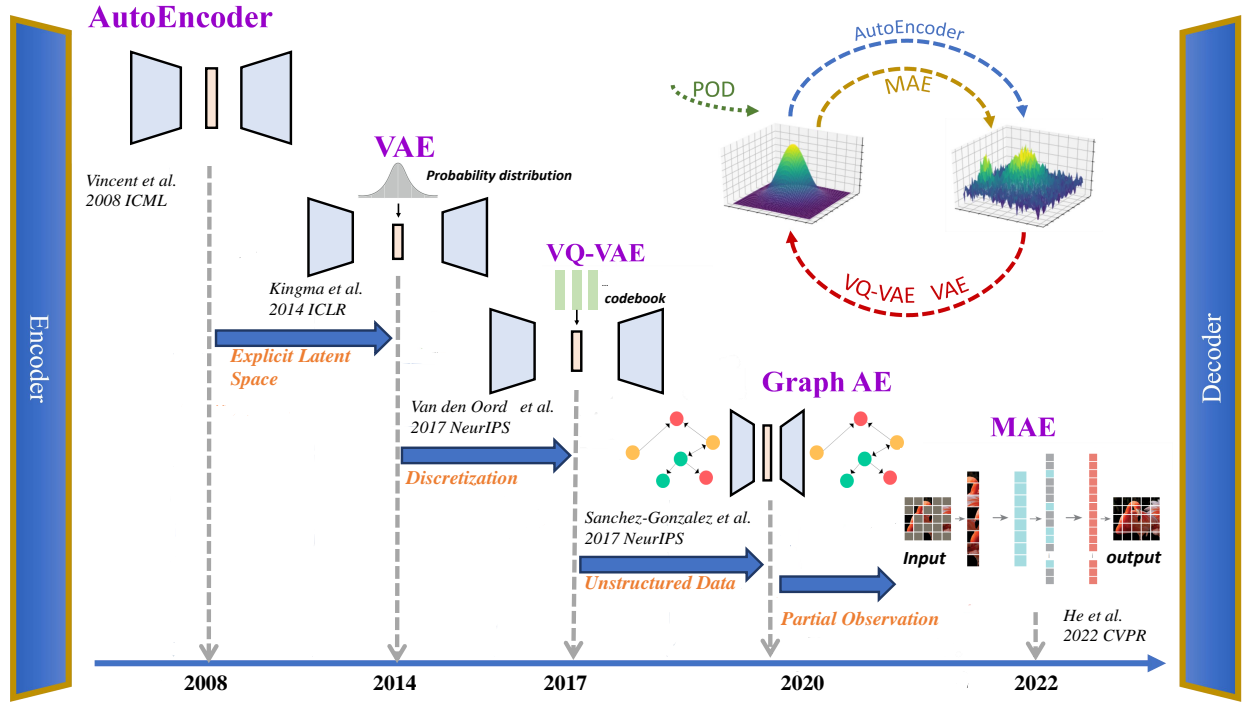 AutoEncoder
Vincent et al.
2008 ICML
VAE
Probability distribution
Kingma et al.
2014 ICLR
Explicit Latent
Space
VQ-VAE
...
codebook
Van den Oord et al.
2017 NeurIPS
Discretization
Graph AE
Sanchez-Gonzalez et al.
2017 NeurIPS
Unstructured Data
Partial Observation
MAE
Input
output
He et al.
2022 CVPR
POD
AutoEncoder
MAE
VQ-VAE VAE
Encoder
Decoder
2008
2014
2017
2020
2022